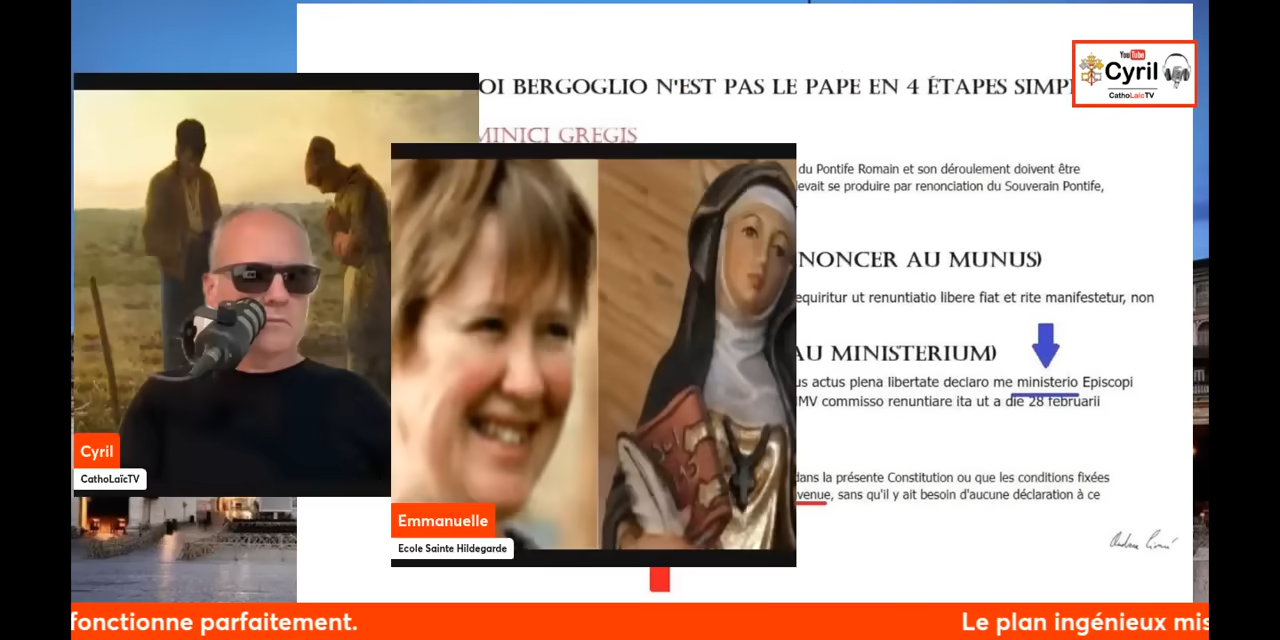 YouTube
Cyril
CathoLaïcTV
OI BERGOGLIO N'EST PAS LE PAPE EN 4 ÉTAPES SIMP
MINICI GREGIS
du Pontife Romain et son déroulement doivent être
evait se produire par renonciation du Souverain Pontife,
NONCER AU MUNUS)
equiritur ut renuntiatio libere fiat et rite manifestetur, non
AU MINISTERIUM)
us actus plena libertate declaro me ministerio Episcopi
MV commisso renuntiare ita ut a die 28 februarii
dans la présente Constitution ou que les conditions fixées
venue, sans qu'il y ait besoin d'aucune déclaration à ce
Cyril
CathoLaïcTV
Emmanuelle
Ecole Sainte Hildegarde
fonctionne parfaitement.
Le plan ingénieux mis